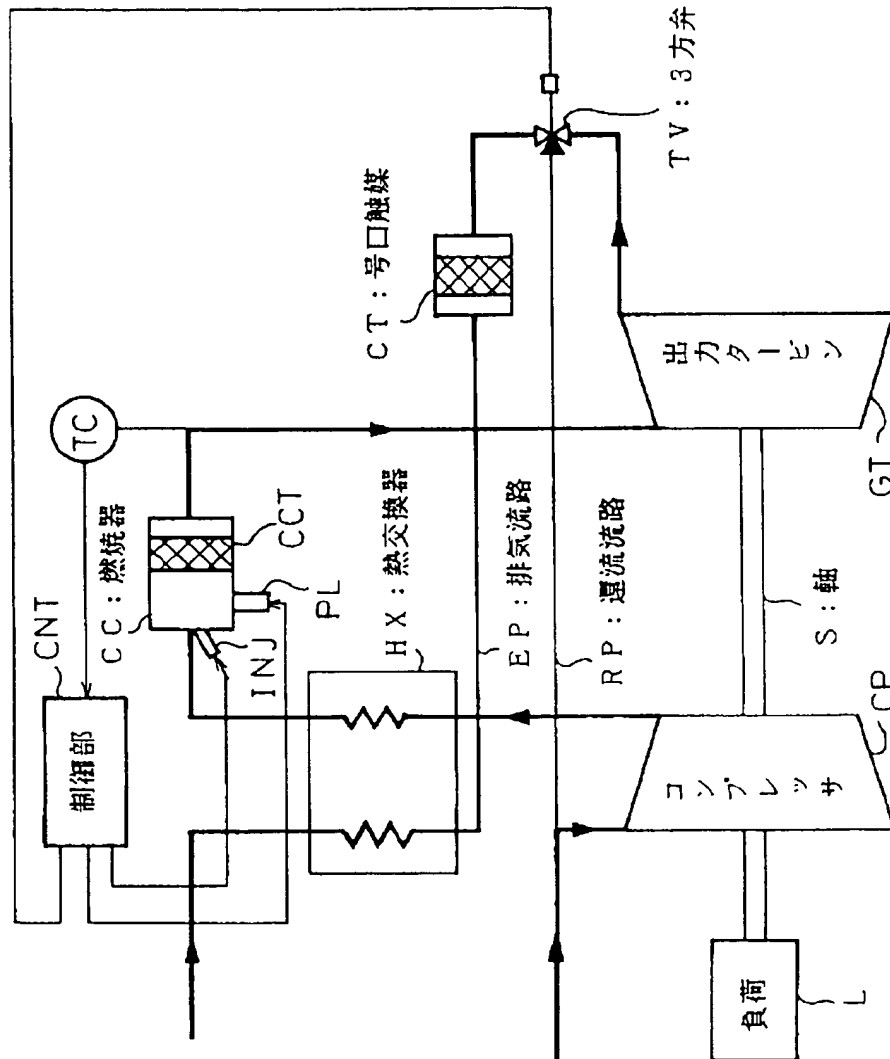 TV:3方弁
CT:号口触媒
TC
CCT
CC:燃焼器
PL
INJ
CNT
制御部
HX:熱交換器
EP:排気流路
RP:還流流路
出力タービン
GT
S:軸
コンプレッサ
CP
負荷
L